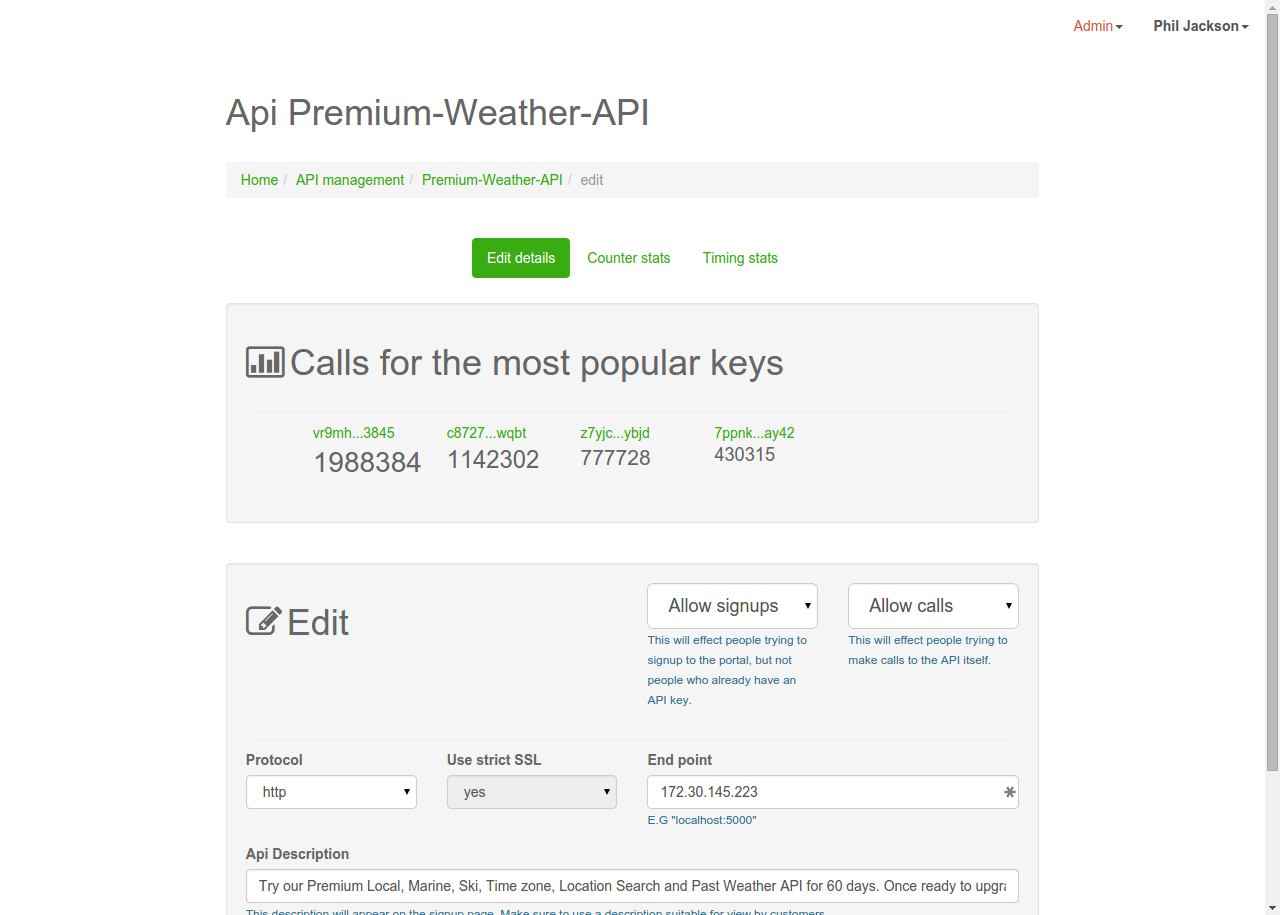 Admin Phil Jackson
Api Premium-Weather-API
Home / API management / Premium-Weather-API / edit
Edit details Counter stats Timing stats
Calls for the most popular keys
vr9mh...3845 c8727...wqbt z7yjc...ybjd 7ppnk...ay42
1988384 1142302 777728 430315
Edit
Allow signups
This will effect people trying to
signup to the portal, but not
people who already have an
API key.
Allow calls
This will effect people trying to
make calls to the API itself.
Protocol Use strict SSL End point
http yes 172.30.145.223
E.G "localhost:5000"
Api Description
Try our Premium Local, Marine, Ski, Time zone, Location Search and Past Weather API for 60 days. Once ready to upgra
This description will appear on the signup page. Make sure to use a description suitable for view by customers.